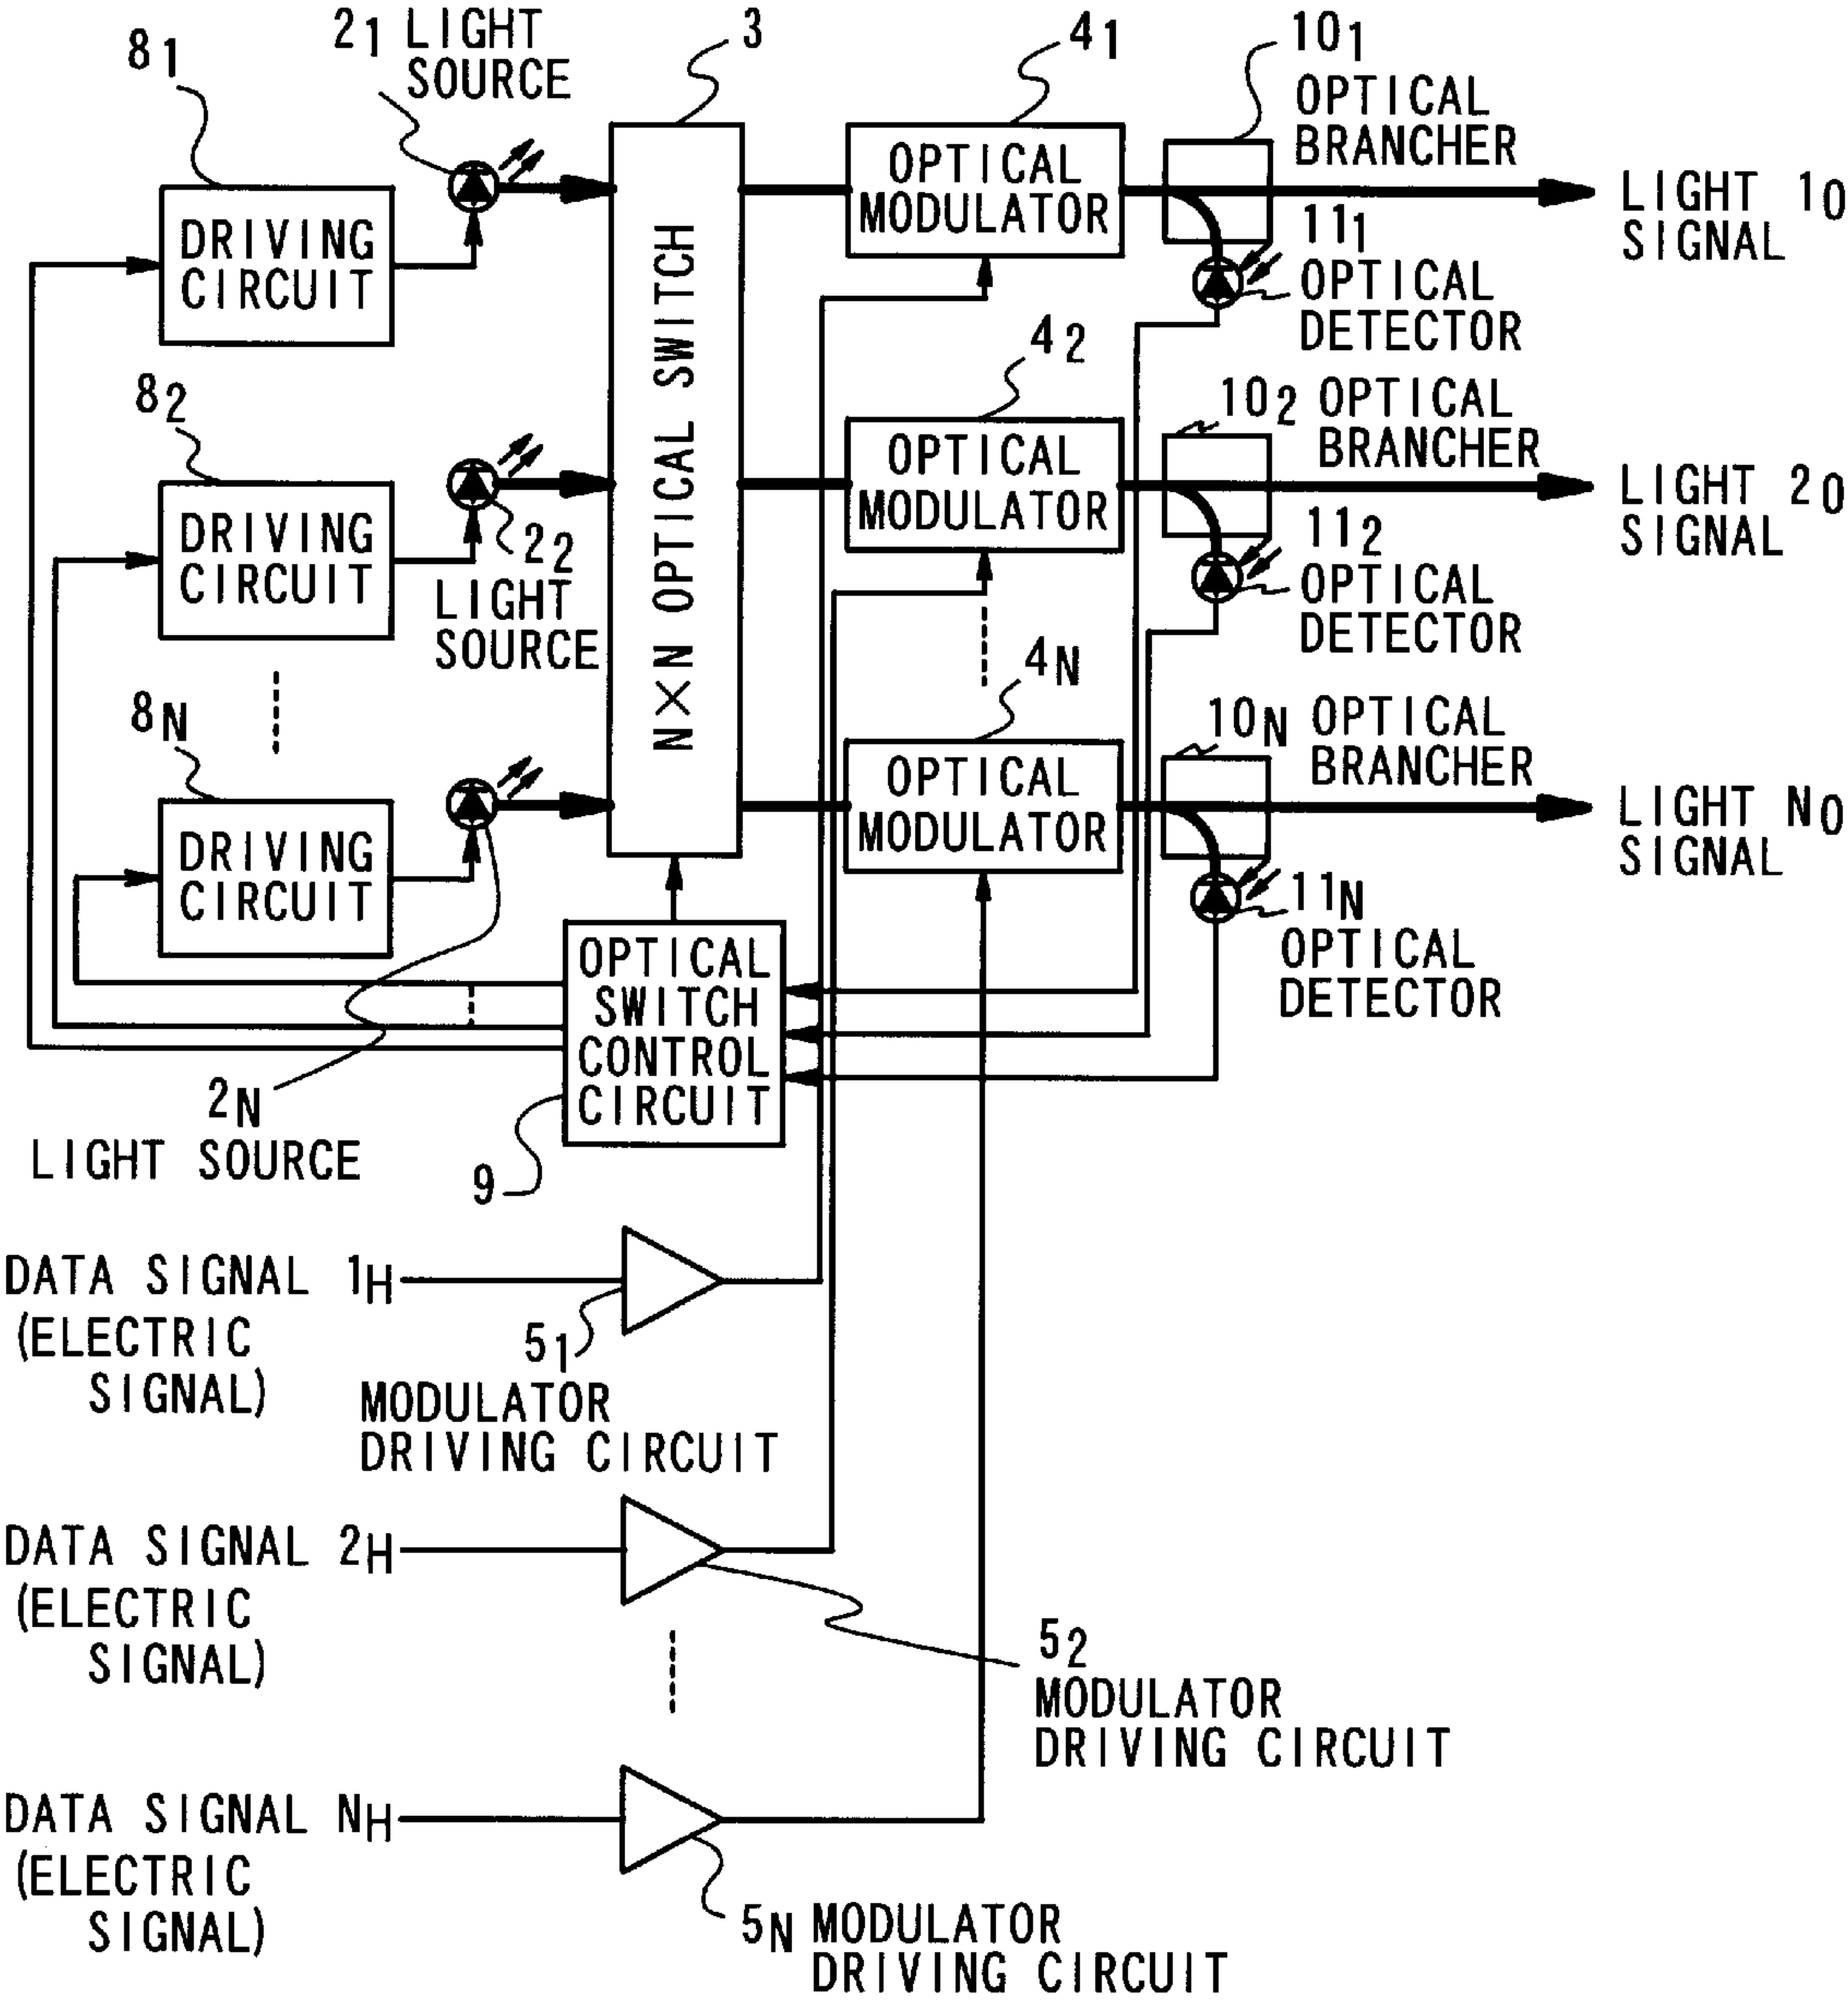 2₁ LIGHT
SOURCE
3
4₁
10₁
OPTICAL
BRANCHER
8₁
DRIVING
CIRCUIT
OPTICAL
MODULATOR
LIGHT 1₀
SIGNAL
11₁
OPTICAL
DETECTOR
N×N OPTICAL SWITCH
8₂
DRIVING
CIRCUIT
2₂
LIGHT
SOURCE
4₂
OPTICAL
MODULATOR
10₂ OPTICAL
BRANCHER
LIGHT 2₀
SIGNAL
11₂
OPTICAL
DETECTOR
8N
DRIVING
CIRCUIT
4N
OPTICAL
MODULATOR
10N OPTICAL
BRANCHER
LIGHT N₀
SIGNAL
11N
OPTICAL
DETECTOR
OPTICAL
SWITCH
CONTROL
CIRCUIT
2N
LIGHT SOURCE
9
DATA SIGNAL 1H
(ELECTRIC
SIGNAL)
5₁
MODULATOR
DRIVING CIRCUIT
DATA SIGNAL 2H
(ELECTRIC
SIGNAL)
5₂
MODULATOR
DRIVING CIRCUIT
DATA SIGNAL NH
(ELECTRIC
SIGNAL)
5N MODULATOR
DRIVING CIRCUIT